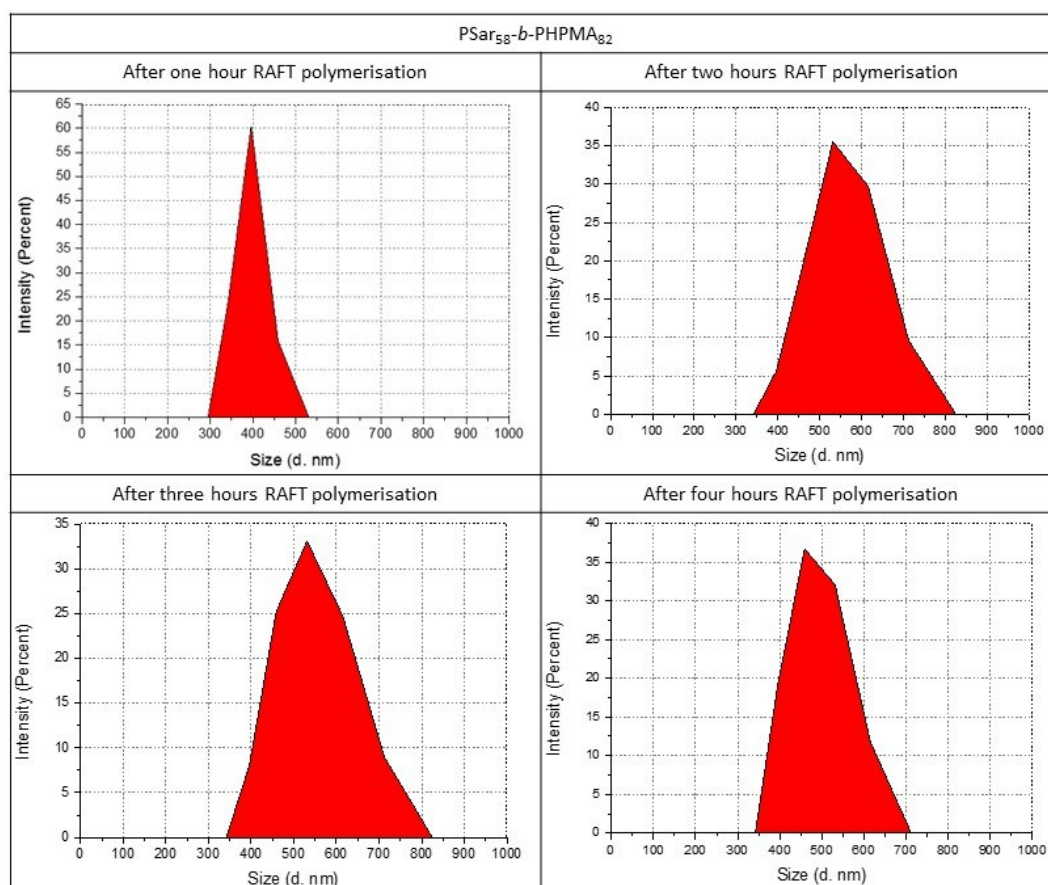 PSar58-b-PHPMA82
After one hour RAFT polymerisation
After two hours RAFT polymerisation
Intensity (Percent)
65
60
55
50
45
40
35
30
25
20
15
10
5
0
0 100 200 300 400 500 600 700 800 900 1000
Size (d. nm)
Intenisty (Percent)
40
35
30
25
20
15
10
5
0
0 100 200 300 400 500 600 700 800 900 1000
Size (d. nm)
After three hours RAFT polymerisation
After four hours RAFT polymerisation
Intensity (Percent)
35
30
25
20
15
10
5
0
0 100 200 300 400 500 600 700 800 900 1000
Size (d. nm)
Intensity (Percent)
40
35
30
25
20
15
10
5
0
0 100 200 300 400 500 600 700 800 900 1000
Size (d. nm)